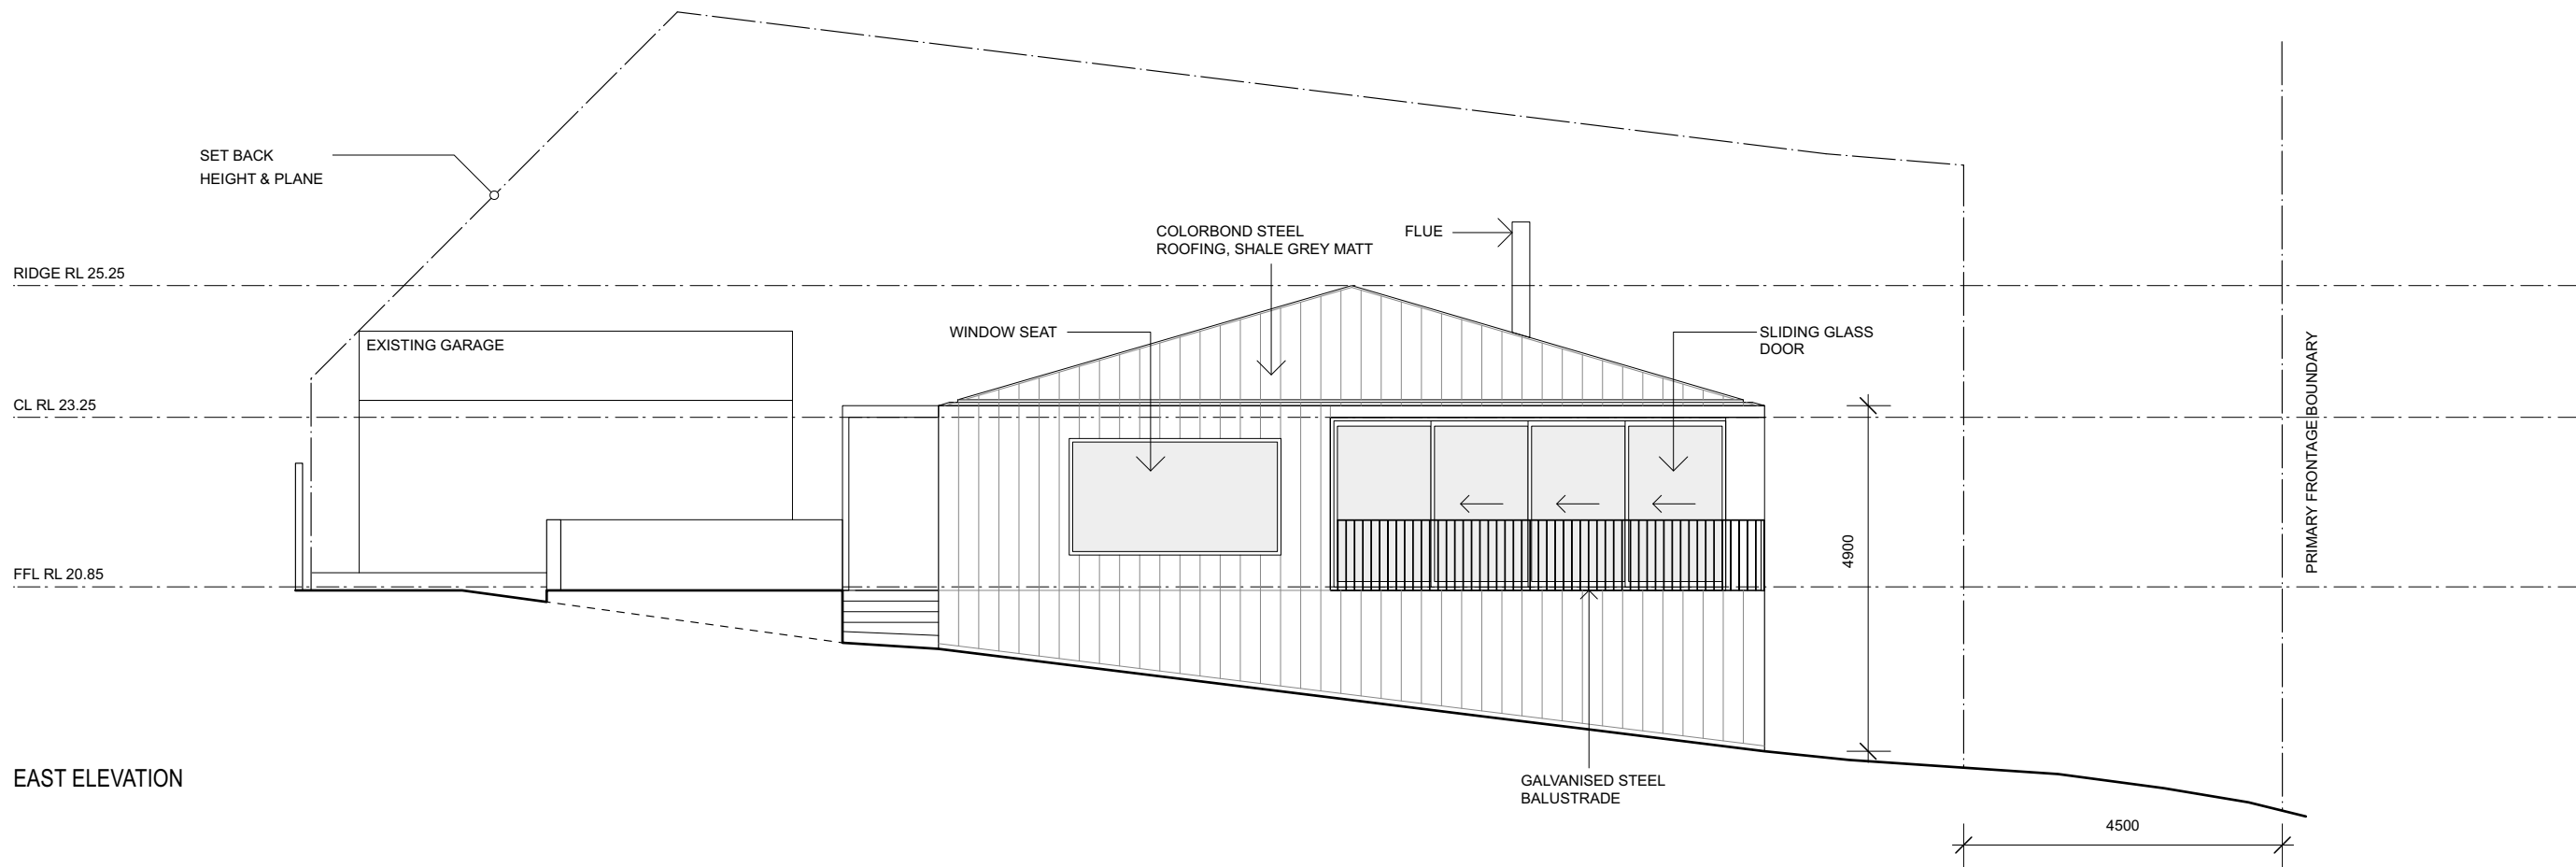 SET BACK
HEIGHT & PLANE
COLORBOND STEEL
ROOFING, SHALE GREY MATT
FLUE
RIDGE RL 25.25
WINDOW SEAT
SLIDING GLASS
DOOR
EXISTING GARAGE
PRIMARY FRONTAGE BOUNDARY
CL RL 23.25
4900
FFL RL 20.85
EAST ELEVATION
GALVANISED STEEL
BALUSTRADE
4500